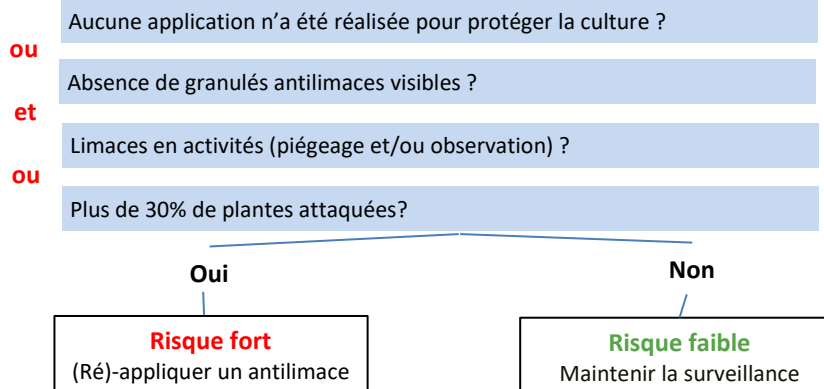 Aucune application n'a été réalisée pour protéger la culture ?
ou
Absence de granulés antilimaces visibles ?
et
Limaces en activités (piégeage et/ou observation) ?
ou
Plus de 30% de plantes attaquées?
Oui
Non
Risque fort
(Ré)-appliquer un antilimace
Risque faible
Maintenir la surveillance